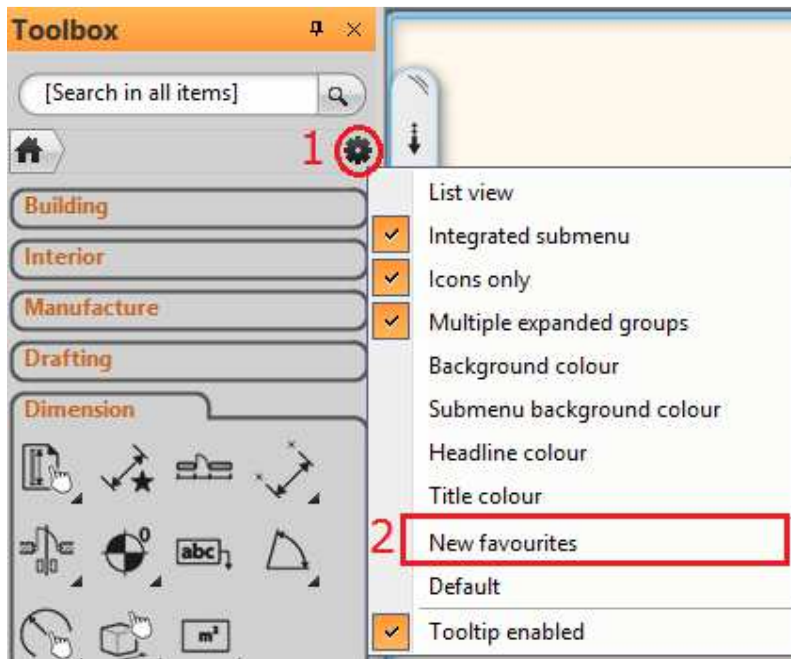 Toolbox
[Search in all items]
1
Building
Interior
Manufacture
Drafting
Dimension
0
abc
m²
List view
Integrated submenu
Icons only
Multiple expanded groups
Background colour
Submenu background colour
Headline colour
Title colour
2
New favourites
Default
Tooltip enabled